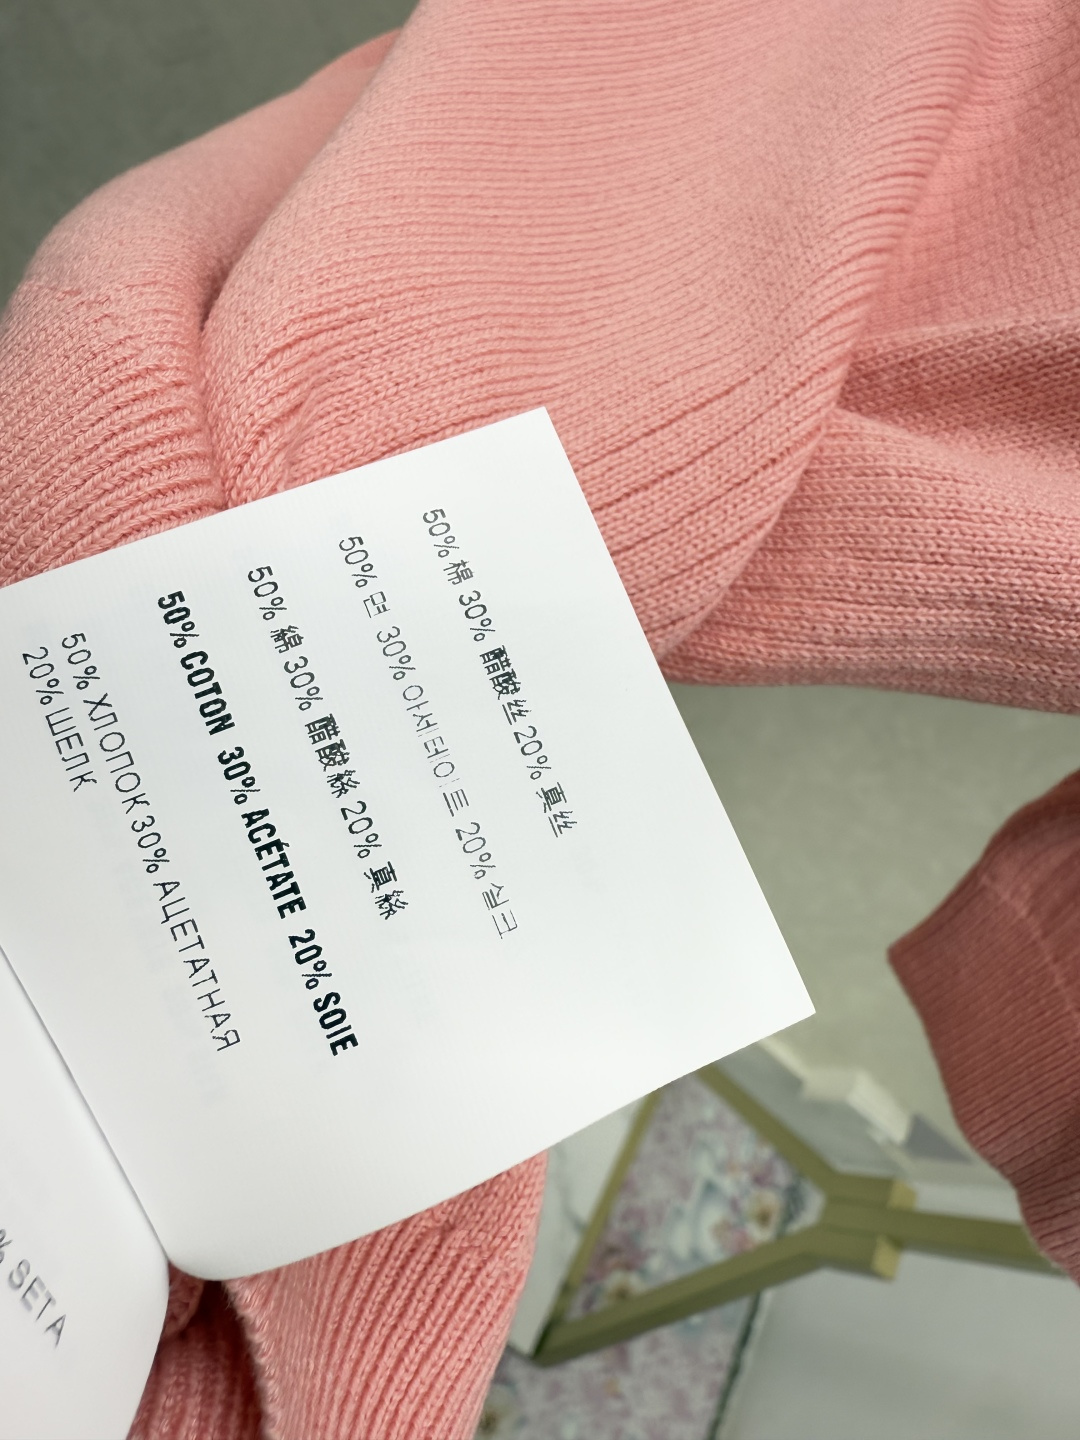 50% 棉 30% 醋酸丝 20% 真丝
50% 면 30% 아세테이트 20% 실크
50% 綿 30% 醋酸絲 20% 真絲
50% COTON 30% ACÉTATE 20% SOIE
50% ХЛОПОК 30% АЦЕТАТНАЯ
20% ШЕЛК
% SETA